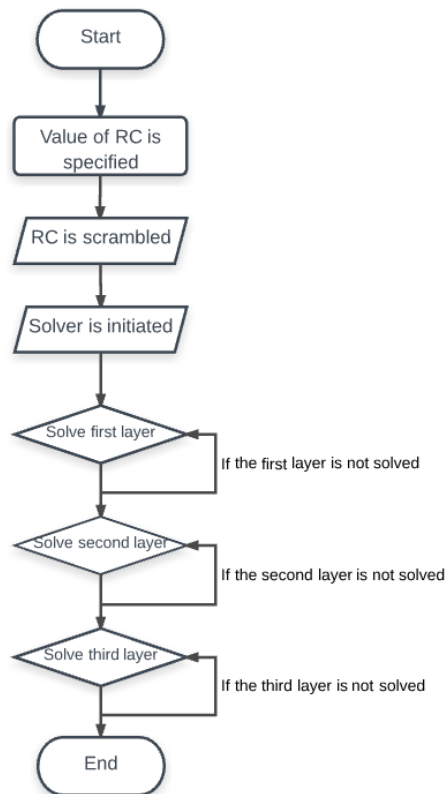 Start
Value of RC is
specified
RC is scrambled
Solver is initiated
Solve first layer
If the first layer is not solved
Solve second layer
If the second layer is not solved
Solve third layer
If the third layer is not solved
End